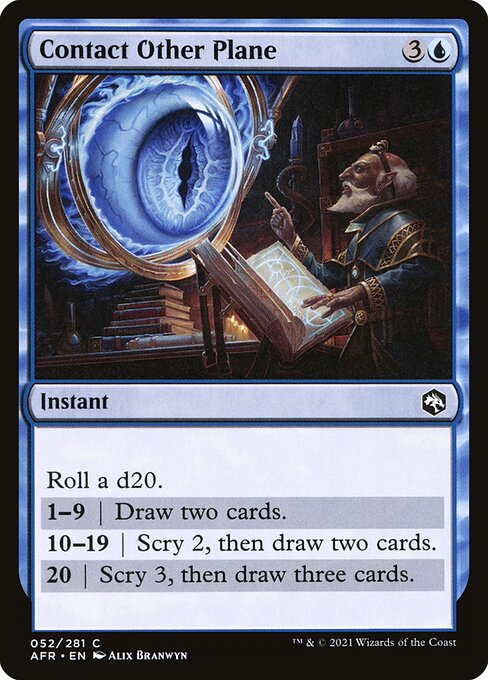 Contact Other Plane 3
Instant
Roll a d20.
1–9 | Draw two cards.
10–19 | Scry 2, then draw two cards.
20 | Scry 3, then draw three cards.
052/281 C
AFR • EN Alix Branwyn
™ & © 2021 Wizards of the Coast